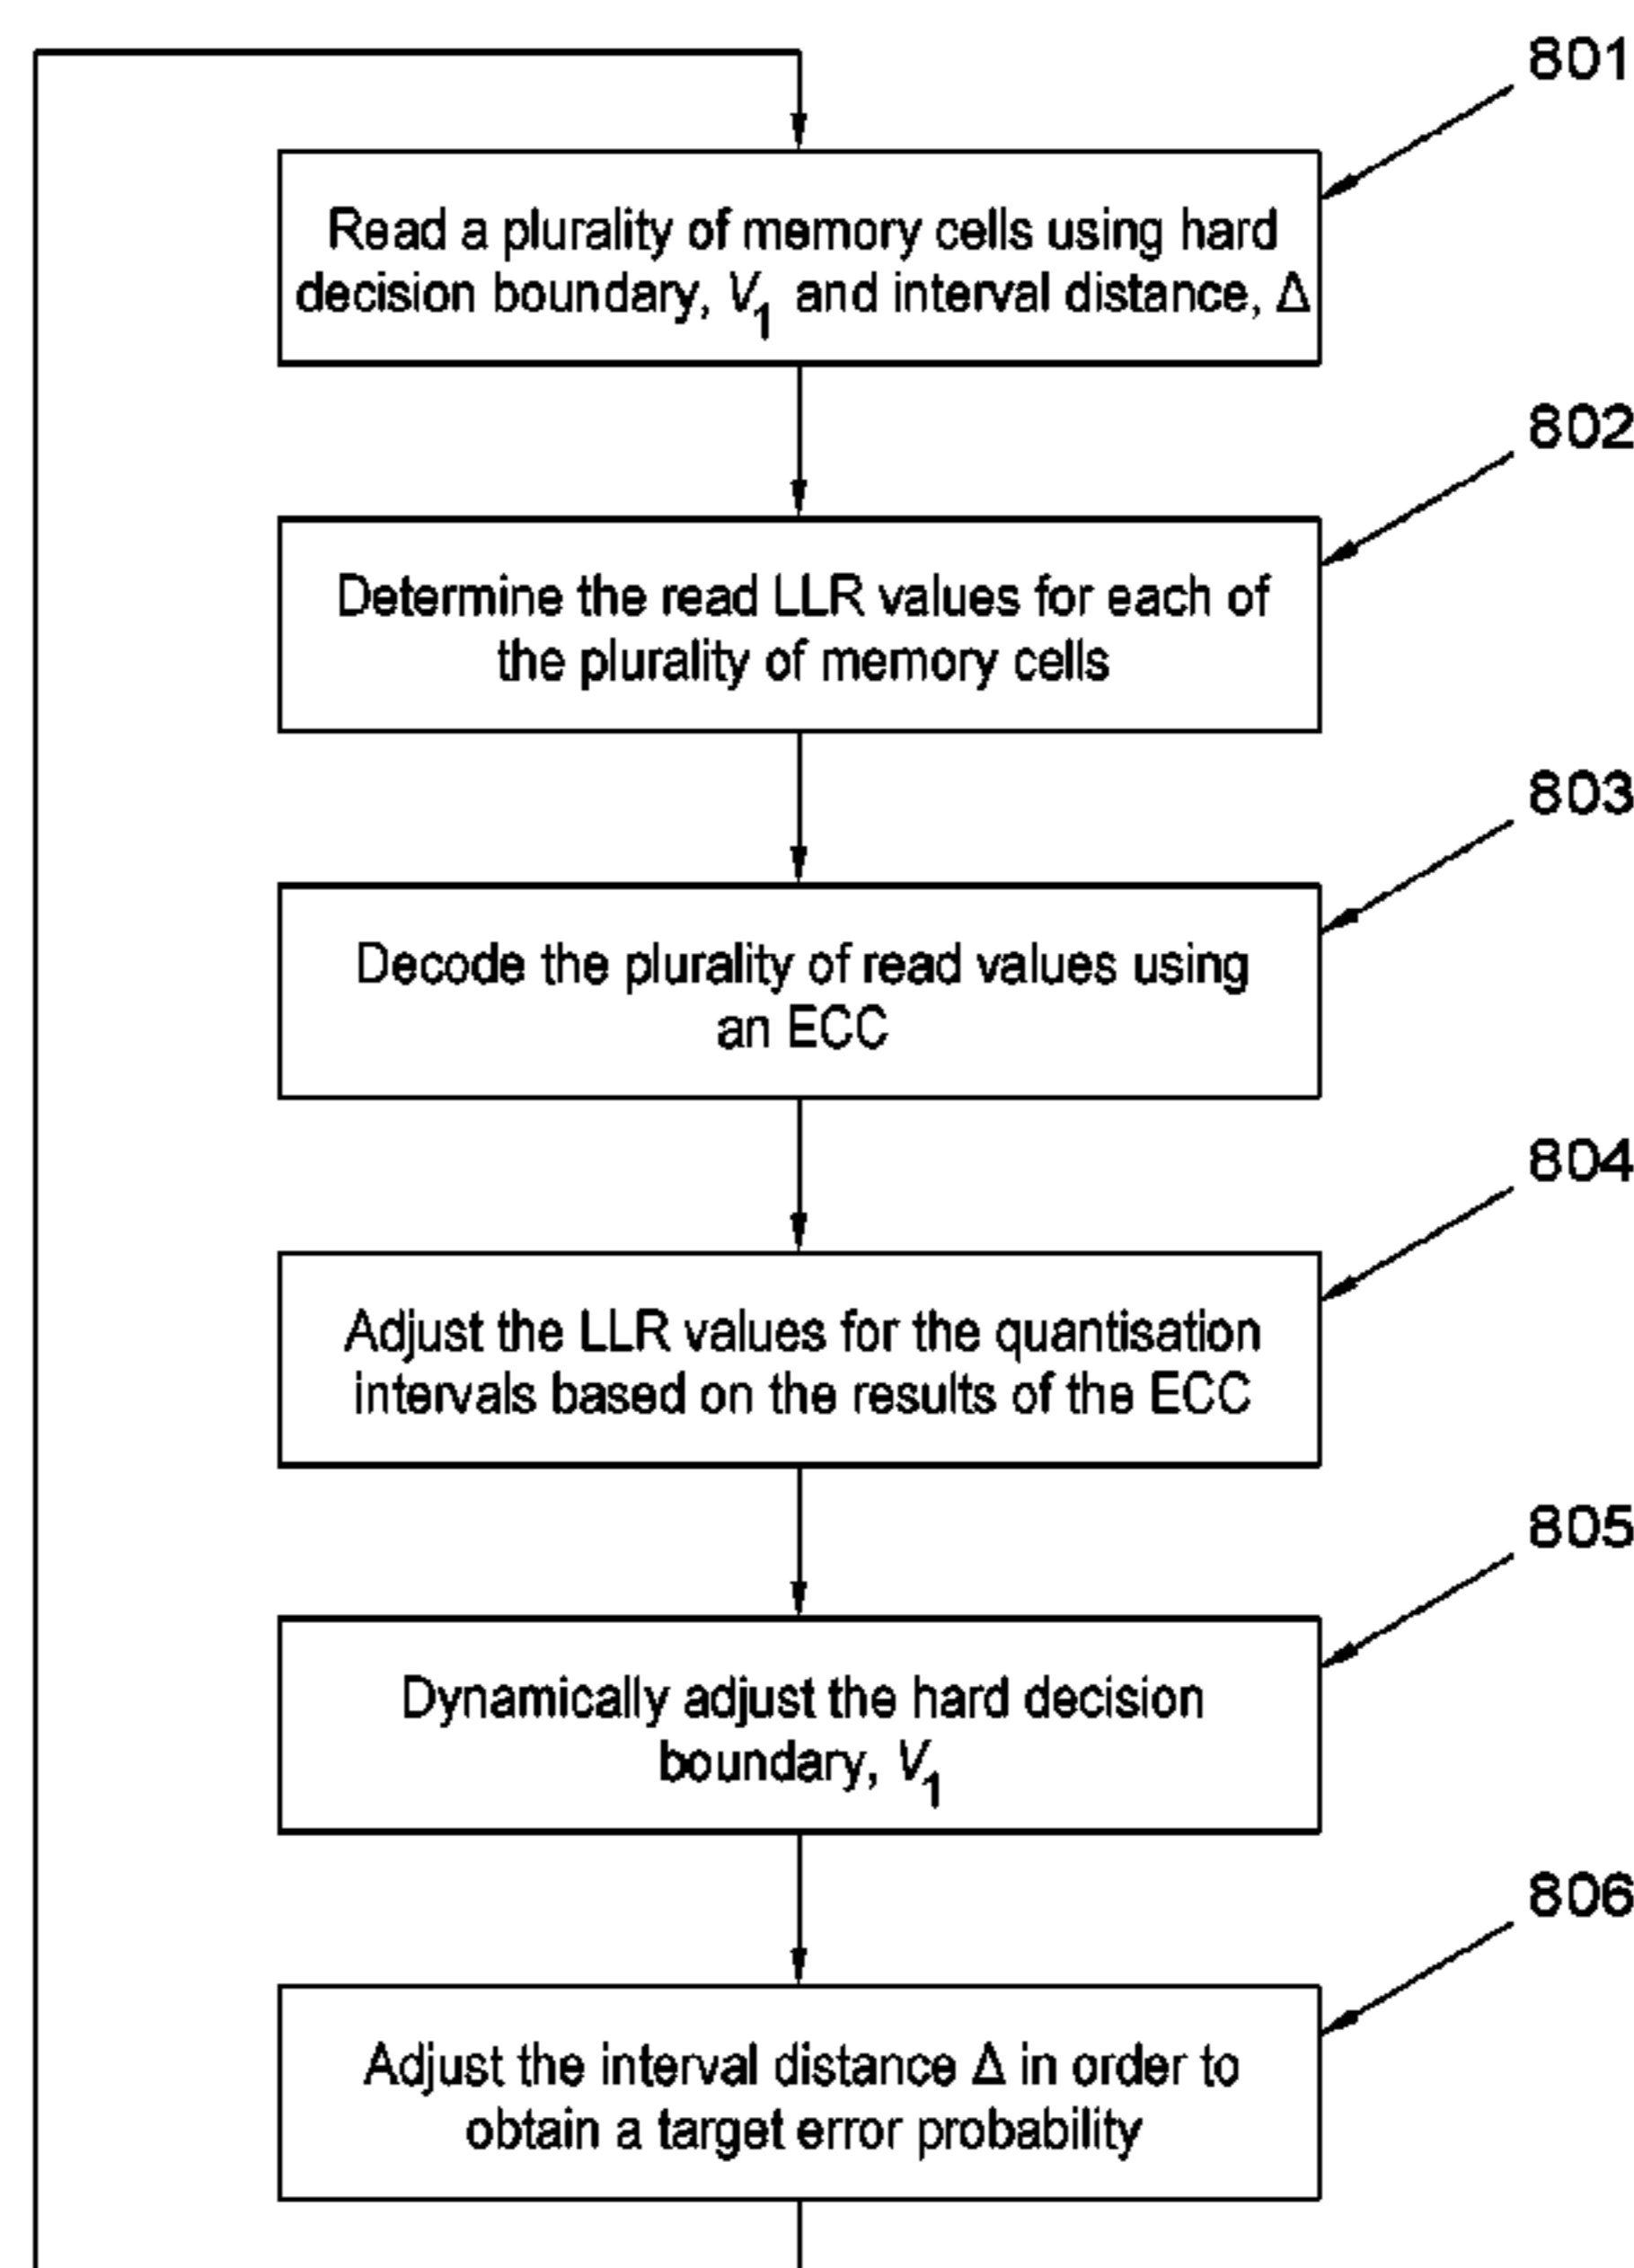 801
Read a plurality of memory cells using hard
decision boundary, V₁ and interval distance, Δ
802
Determine the read LLR values for each of
the plurality of memory cells
803
Decode the plurality of read values using
an ECC
804
Adjust the LLR values for the quantisation
intervals based on the results of the ECC
805
Dynamically adjust the hard decision
boundary, V₁
806
Adjust the interval distance Δ in order to
obtain a target error probability